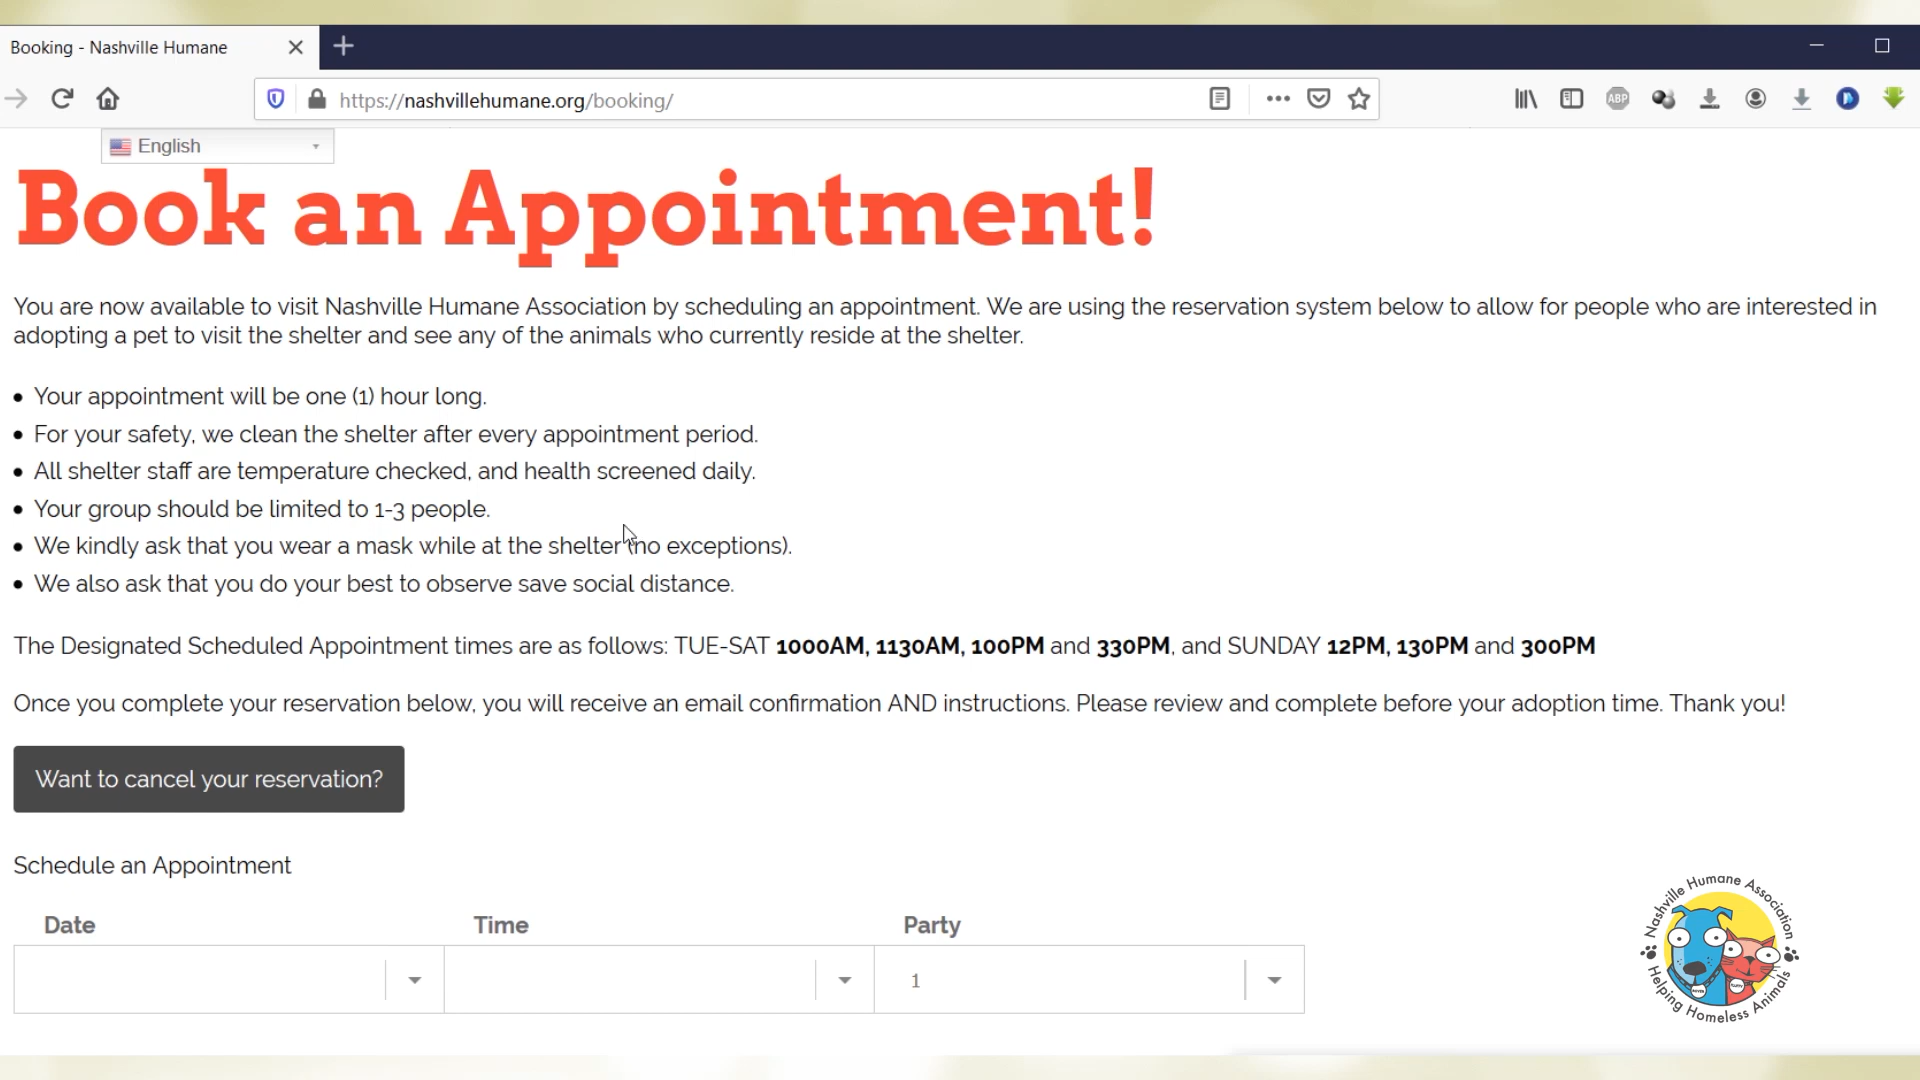 Booking - Nashville Humane
https://nashvillehumane.org/booking/
ABP
English
Book an Appointment!
You are now available to visit Nashville Humane Association by scheduling an appointment. We are using the reservation system below to allow for people who are interested in
adopting a pet to visit the shelter and see any of the animals who currently reside at the shelter.
Your appointment will be one (1) hour long.
For your safety, we clean the shelter after every appointment period.
All shelter staff are temperature checked, and health screened daily.
Your group should be limited to 1-3 people.
We kindly ask that you wear a mask while at the shelter (no exceptions).
We also ask that you do your best to observe save social distance.
The Designated Scheduled Appointment times are as follows: TUE-SAT 1000AM, 1130AM, 100PM and 330PM, and SUNDAY 12PM, 130PM and 300PM
Once you complete your reservation below, you will receive an email confirmation AND instructions. Please review and complete before your adoption time. Thank you!
Want to cancel your reservation?
Schedule an Appointment
Date Time Party
1
Nashville Humane Association
Helping Homeless Animals